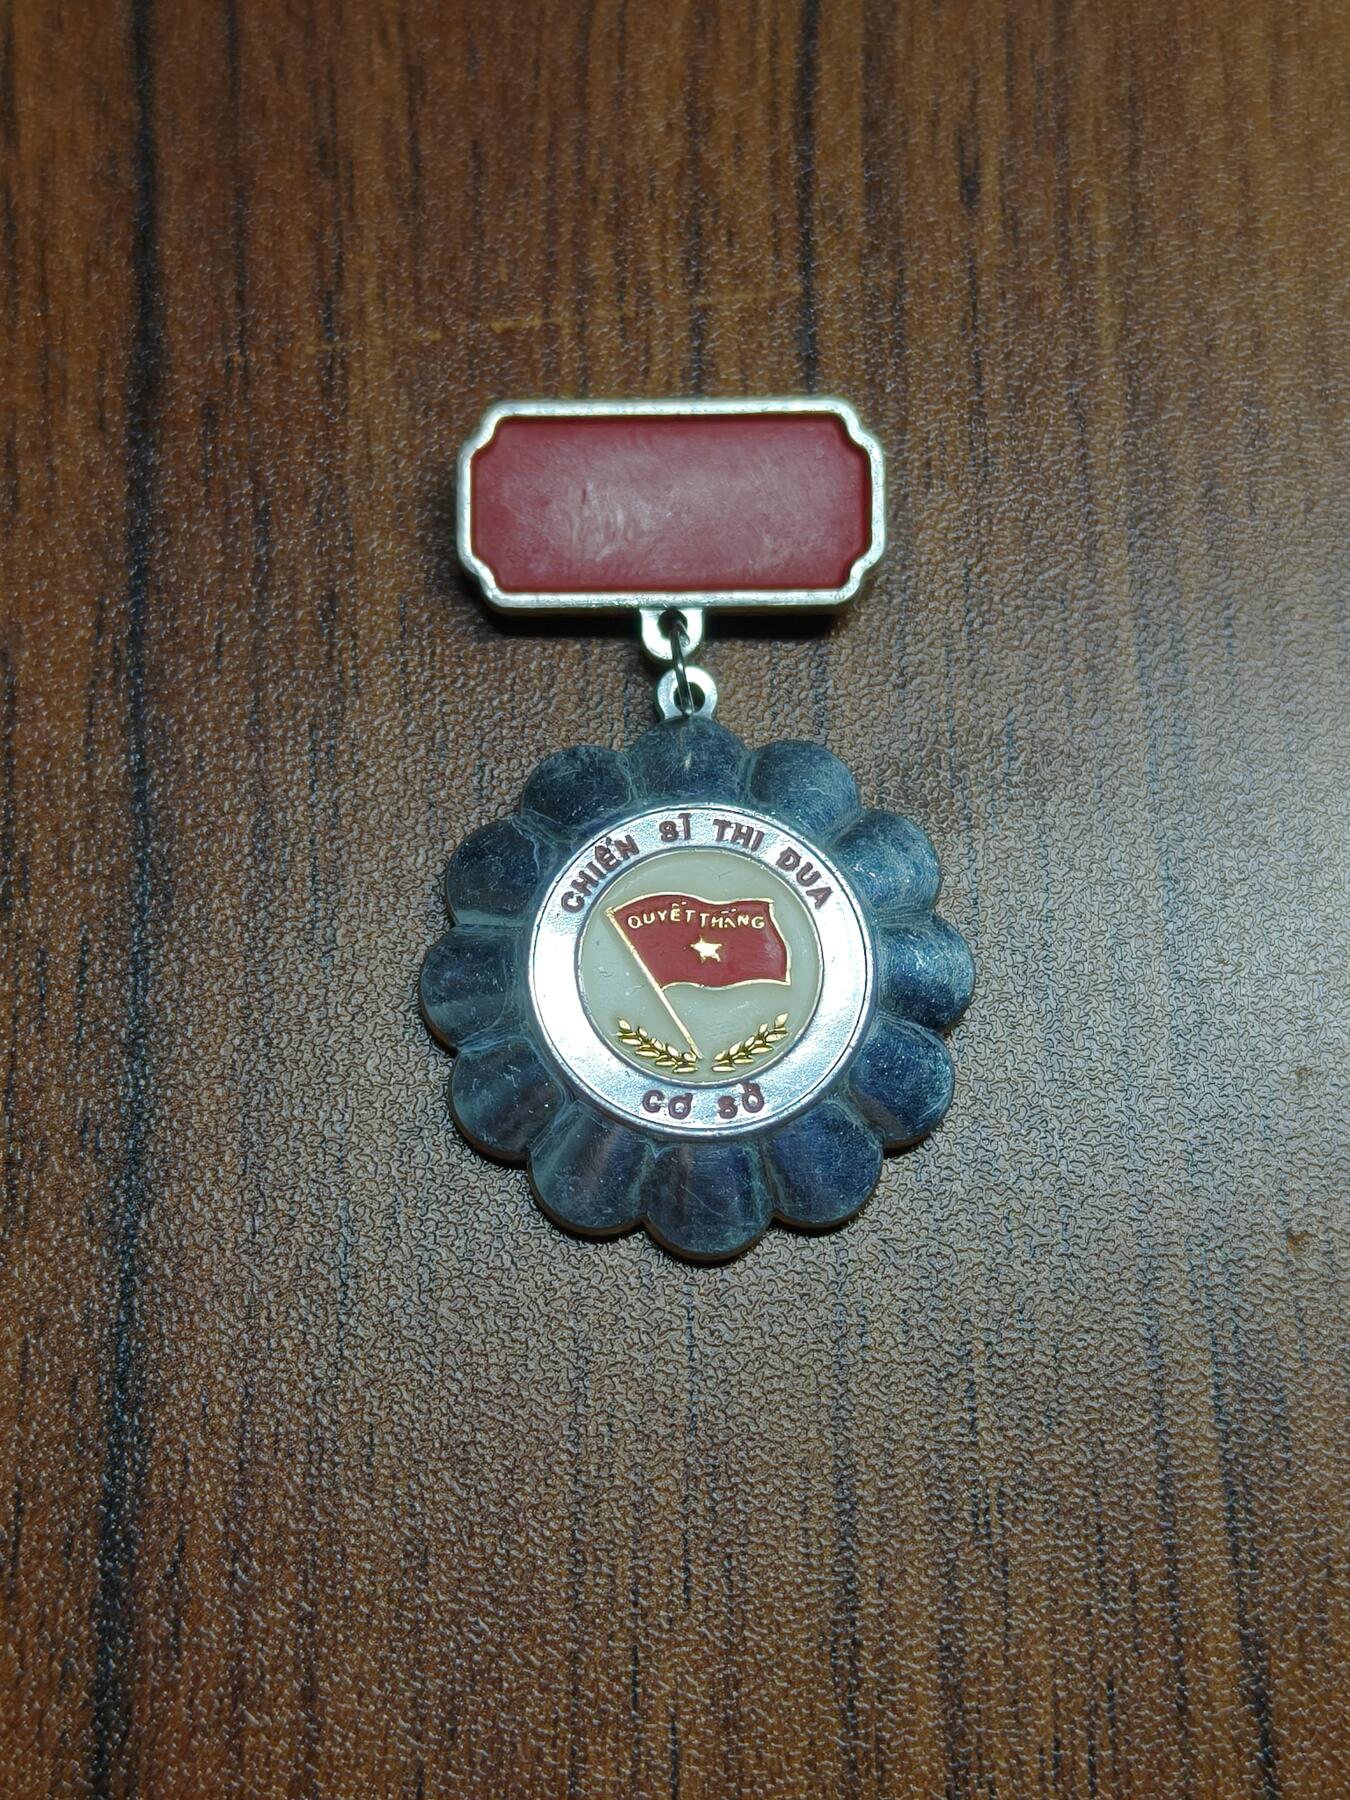 CHIẾN SĨ THI ĐUA
QUYẾT THẮNG
CƠ SỞ